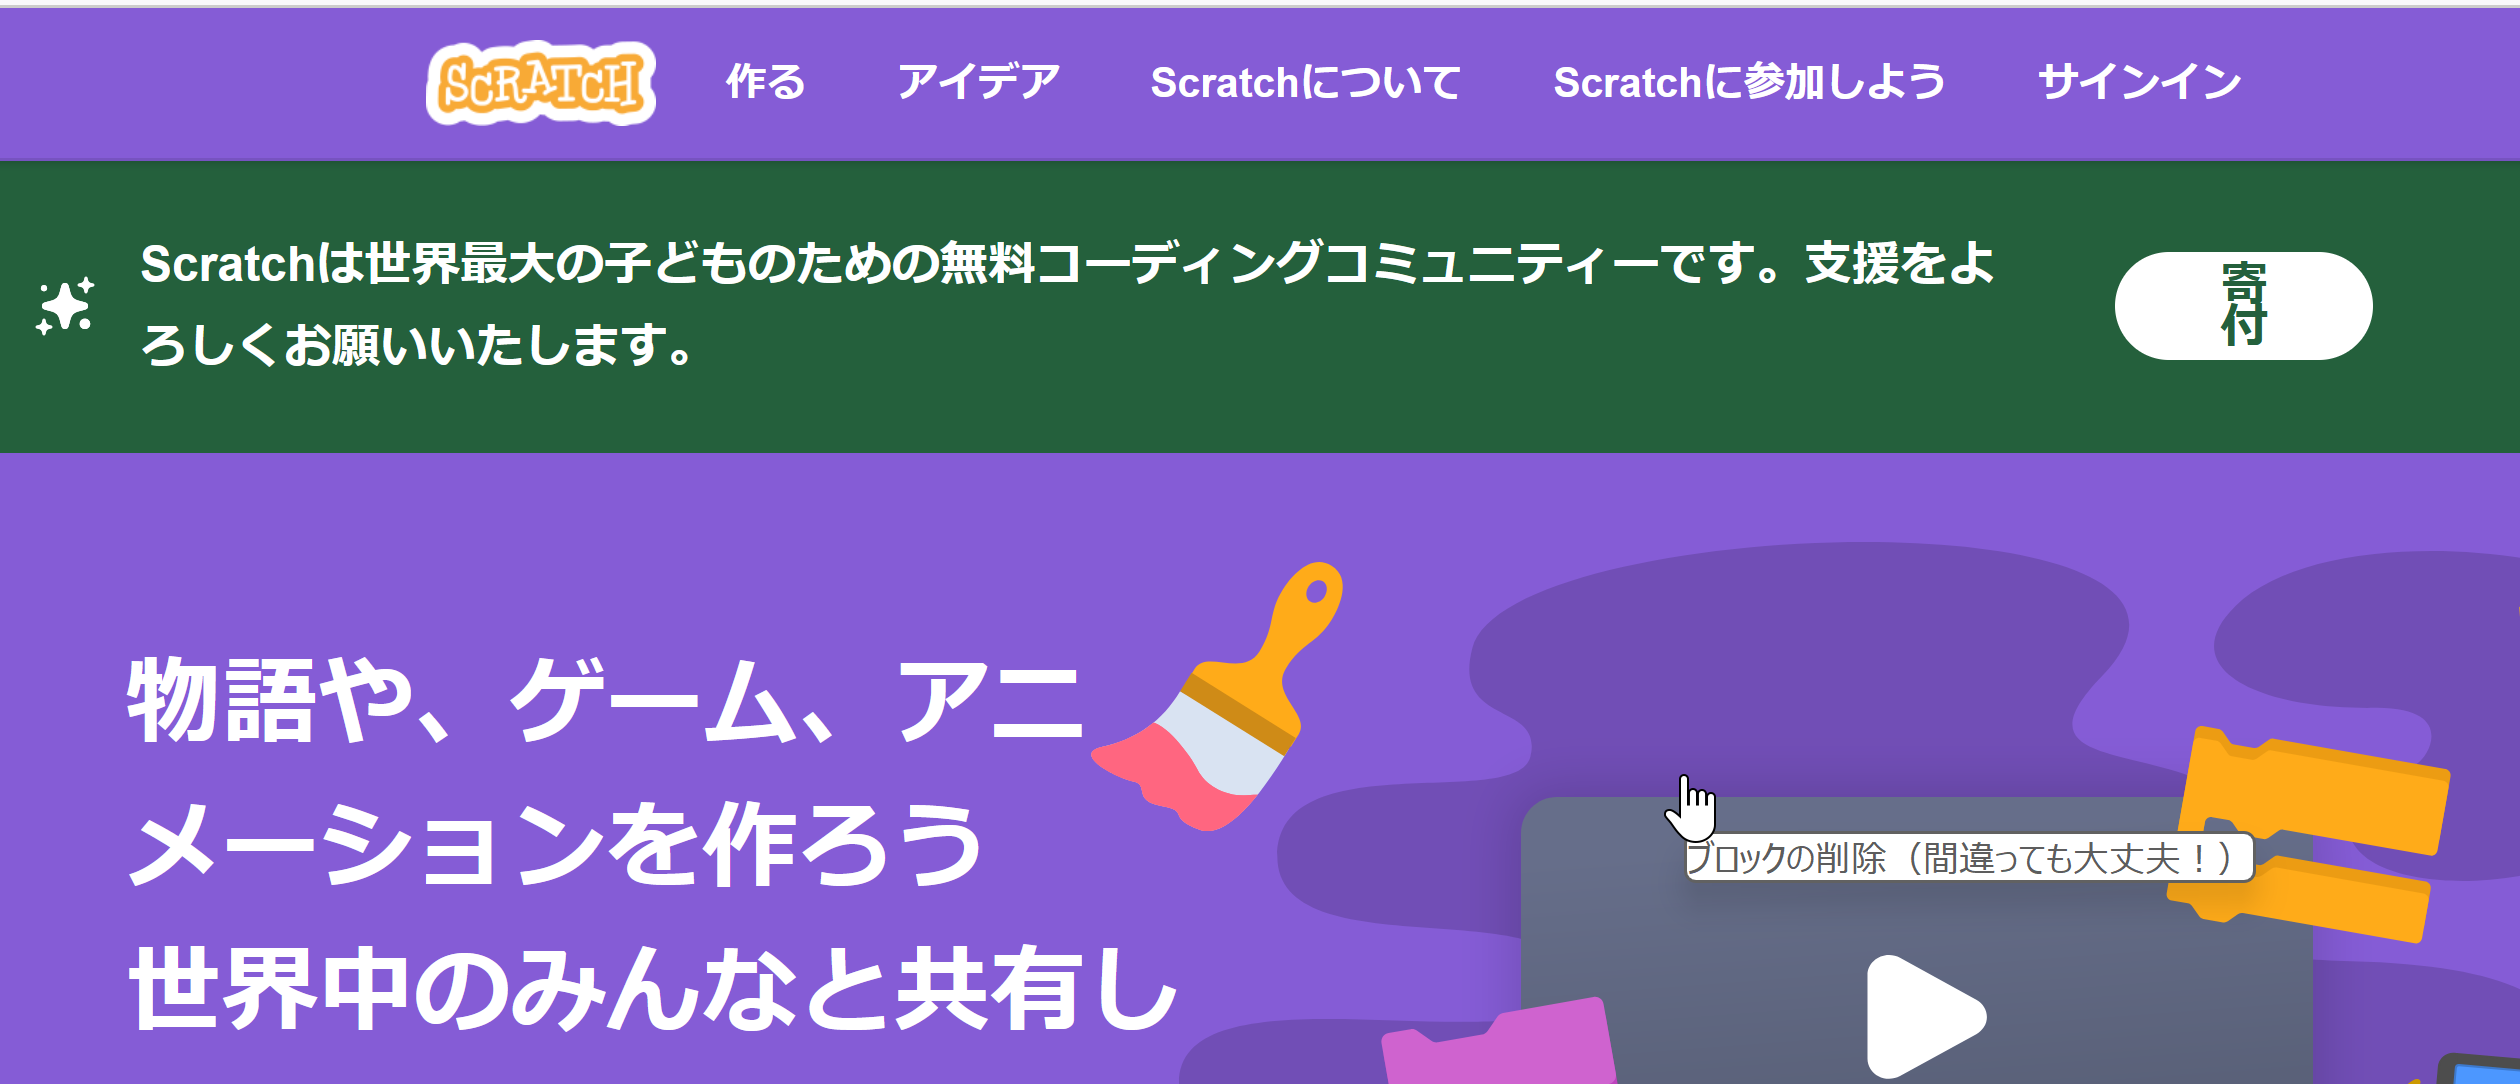 SCRATCH 作る アイデア Scratchについて Scratchに参加しよう サインイン
Scratchは世界最大の子どものための無料コーディングコミュニティーです。支援をよ
ろしくお願いいたします。
寄
付
物語や、ゲーム、アニ
メーションを作ろう
世界中のみんなと共有し
ブロックの削除（間違っても大丈夫！）